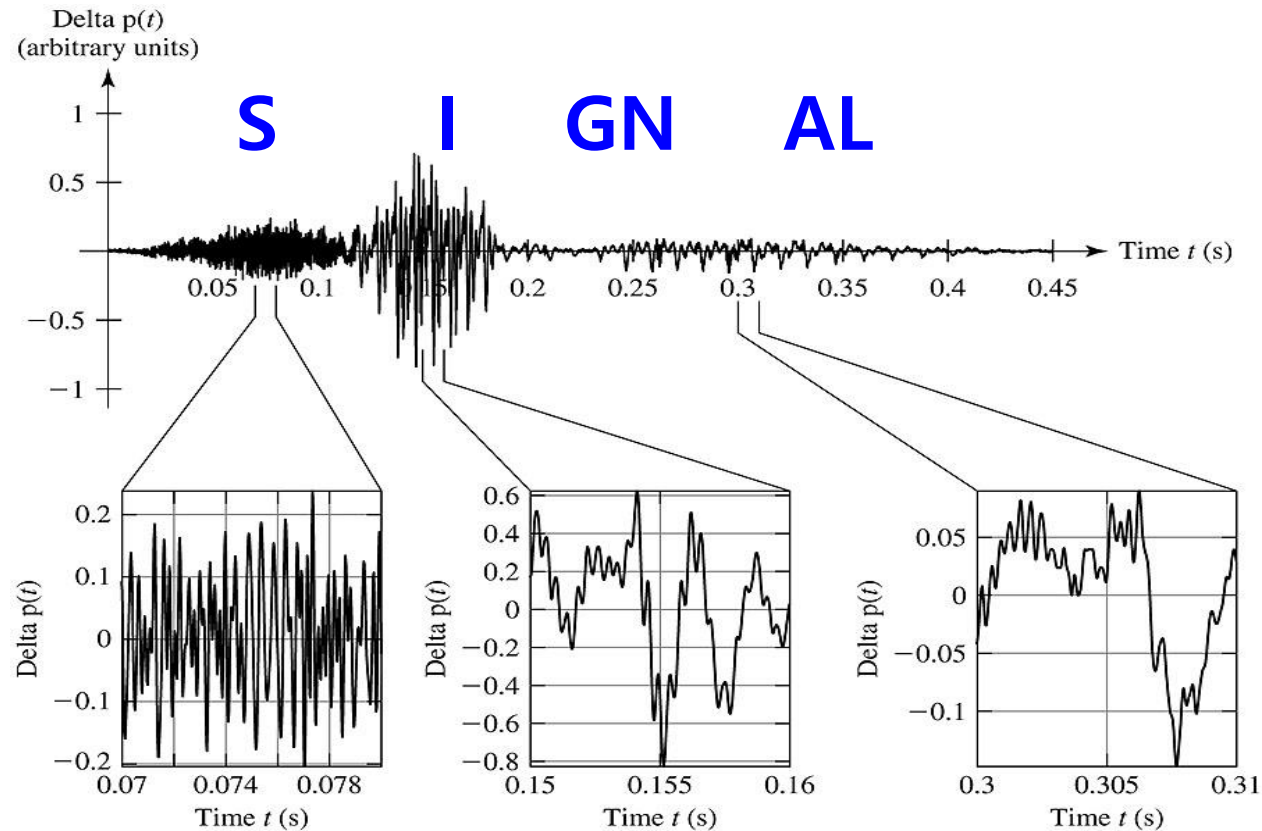 Delta p(t)
(arbitrary units)
S I GN AL
1
0.5
−0.5
−1
0.05 0.1 0.15 0.2 0.25 0.3 0.35 0.4 0.45
Time t (s)
0.2
0.1
0
−0.1
−0.2
Delta p(t)
0.07 0.074 0.078
Time t (s)
0.6
0.4
0.2
0
−0.2
−0.4
−0.6
−0.8
Delta p(t)
0.15 0.155 0.16
Time t (s)
0.05
0
−0.05
−0.1
Delta p(t)
0.3 0.305 0.31
Time t (s)